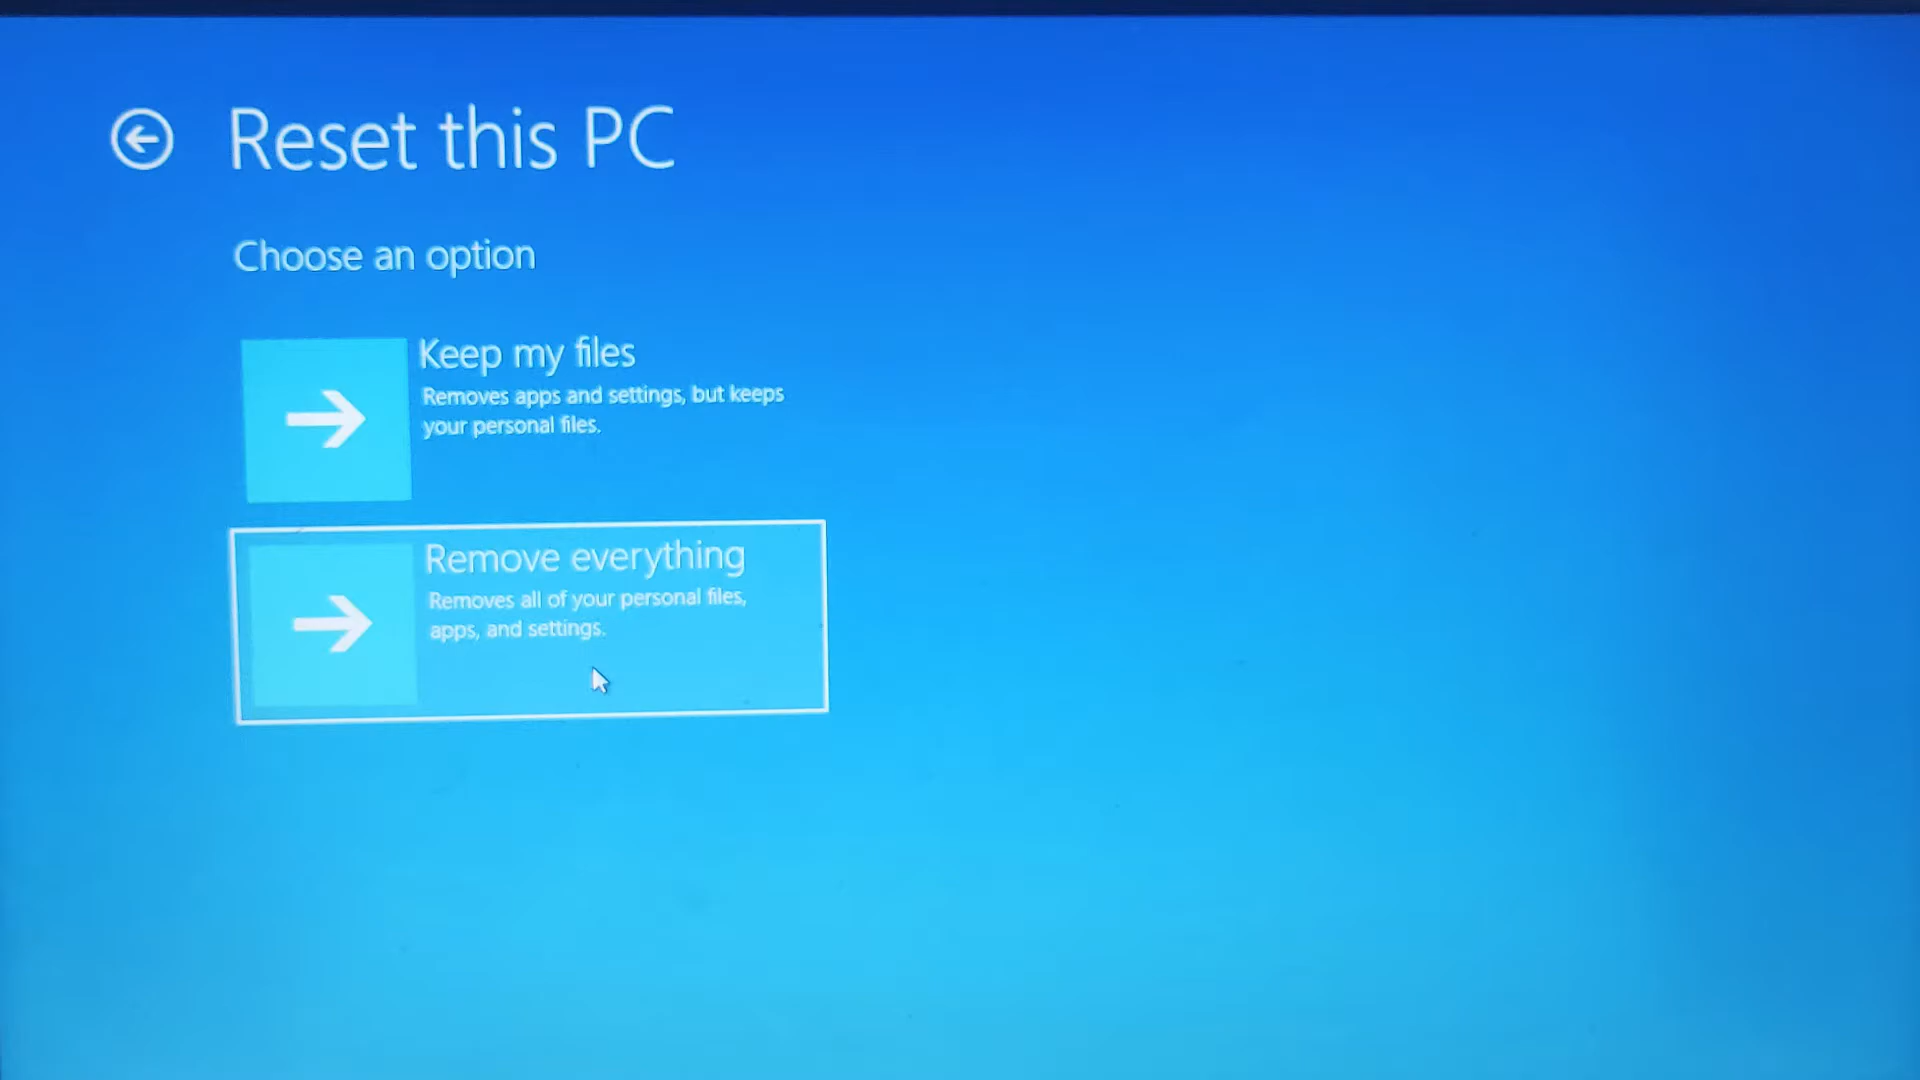 Reset this PC
Choose an option
Keep my files
Removes apps and settings, but keeps
your personal files.
Remove everything
Removes all of your personal files,
apps, and settings.